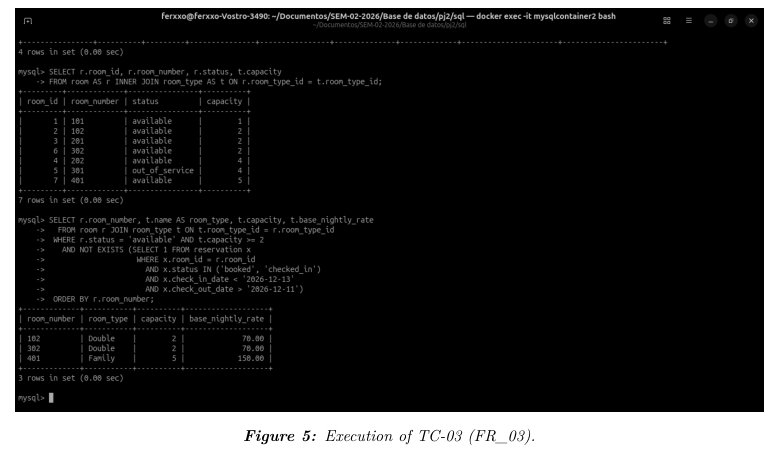 ferxxo@ferxxo-Vostro-3490: ~/Documentos/SEM-02-2026/Base de datos/pj2/sql — docker exec -it mysqlcontainer2 bash
~/Documentos/SEM-02-2026/Base de datos/pj2/sql
+-----------+---------+--------+-------------+--------------+---------------+-------------+---------------------+---------------------+
4 rows in set (0.00 sec)
mysql> SELECT r.room_id, r.room_number, r.status, t.capacity
    -> FROM room AS r INNER JOIN room_type AS t ON r.room_type_id = t.room_type_id;
+---------+-------------+----------------+----------+
| room_id | room_number | status         | capacity |
+---------+-------------+----------------+----------+
|       1 | 101         | available      |        1 |
|       2 | 102         | available      |        2 |
|       3 | 201         | available      |        2 |
|       6 | 302         | available      |        2 |
|       4 | 202         | available      |        4 |
|       5 | 301         | out_of_service |        4 |
|       7 | 401         | available      |        5 |
+---------+-------------+----------------+----------+
7 rows in set (0.00 sec)
mysql> SELECT r.room_number, t.name AS room_type, t.capacity, t.base_nightly_rate
    ->   FROM room r JOIN room_type t ON t.room_type_id = r.room_type_id
    ->  WHERE r.status = 'available' AND t.capacity >= 2
    ->    AND NOT EXISTS (SELECT 1 FROM reservation x
    ->                     WHERE x.room_id = r.room_id
    ->                       AND x.status IN ('booked', 'checked_in')
    ->                       AND x.check_in_date < '2026-12-13'
    ->                       AND x.check_out_date > '2026-12-11')
    ->  ORDER BY r.room_number;
+-------------+-----------+----------+-------------------+
| room_number | room_type | capacity | base_nightly_rate |
+-------------+-----------+----------+-------------------+
| 102         | Double    |        2 |             70.00 |
| 302         | Double    |        2 |             70.00 |
| 401         | Family    |        5 |            150.00 |
+-------------+-----------+----------+-------------------+
3 rows in set (0.00 sec)
mysql>
Figure 5: Execution of TC-03 (FR_03).